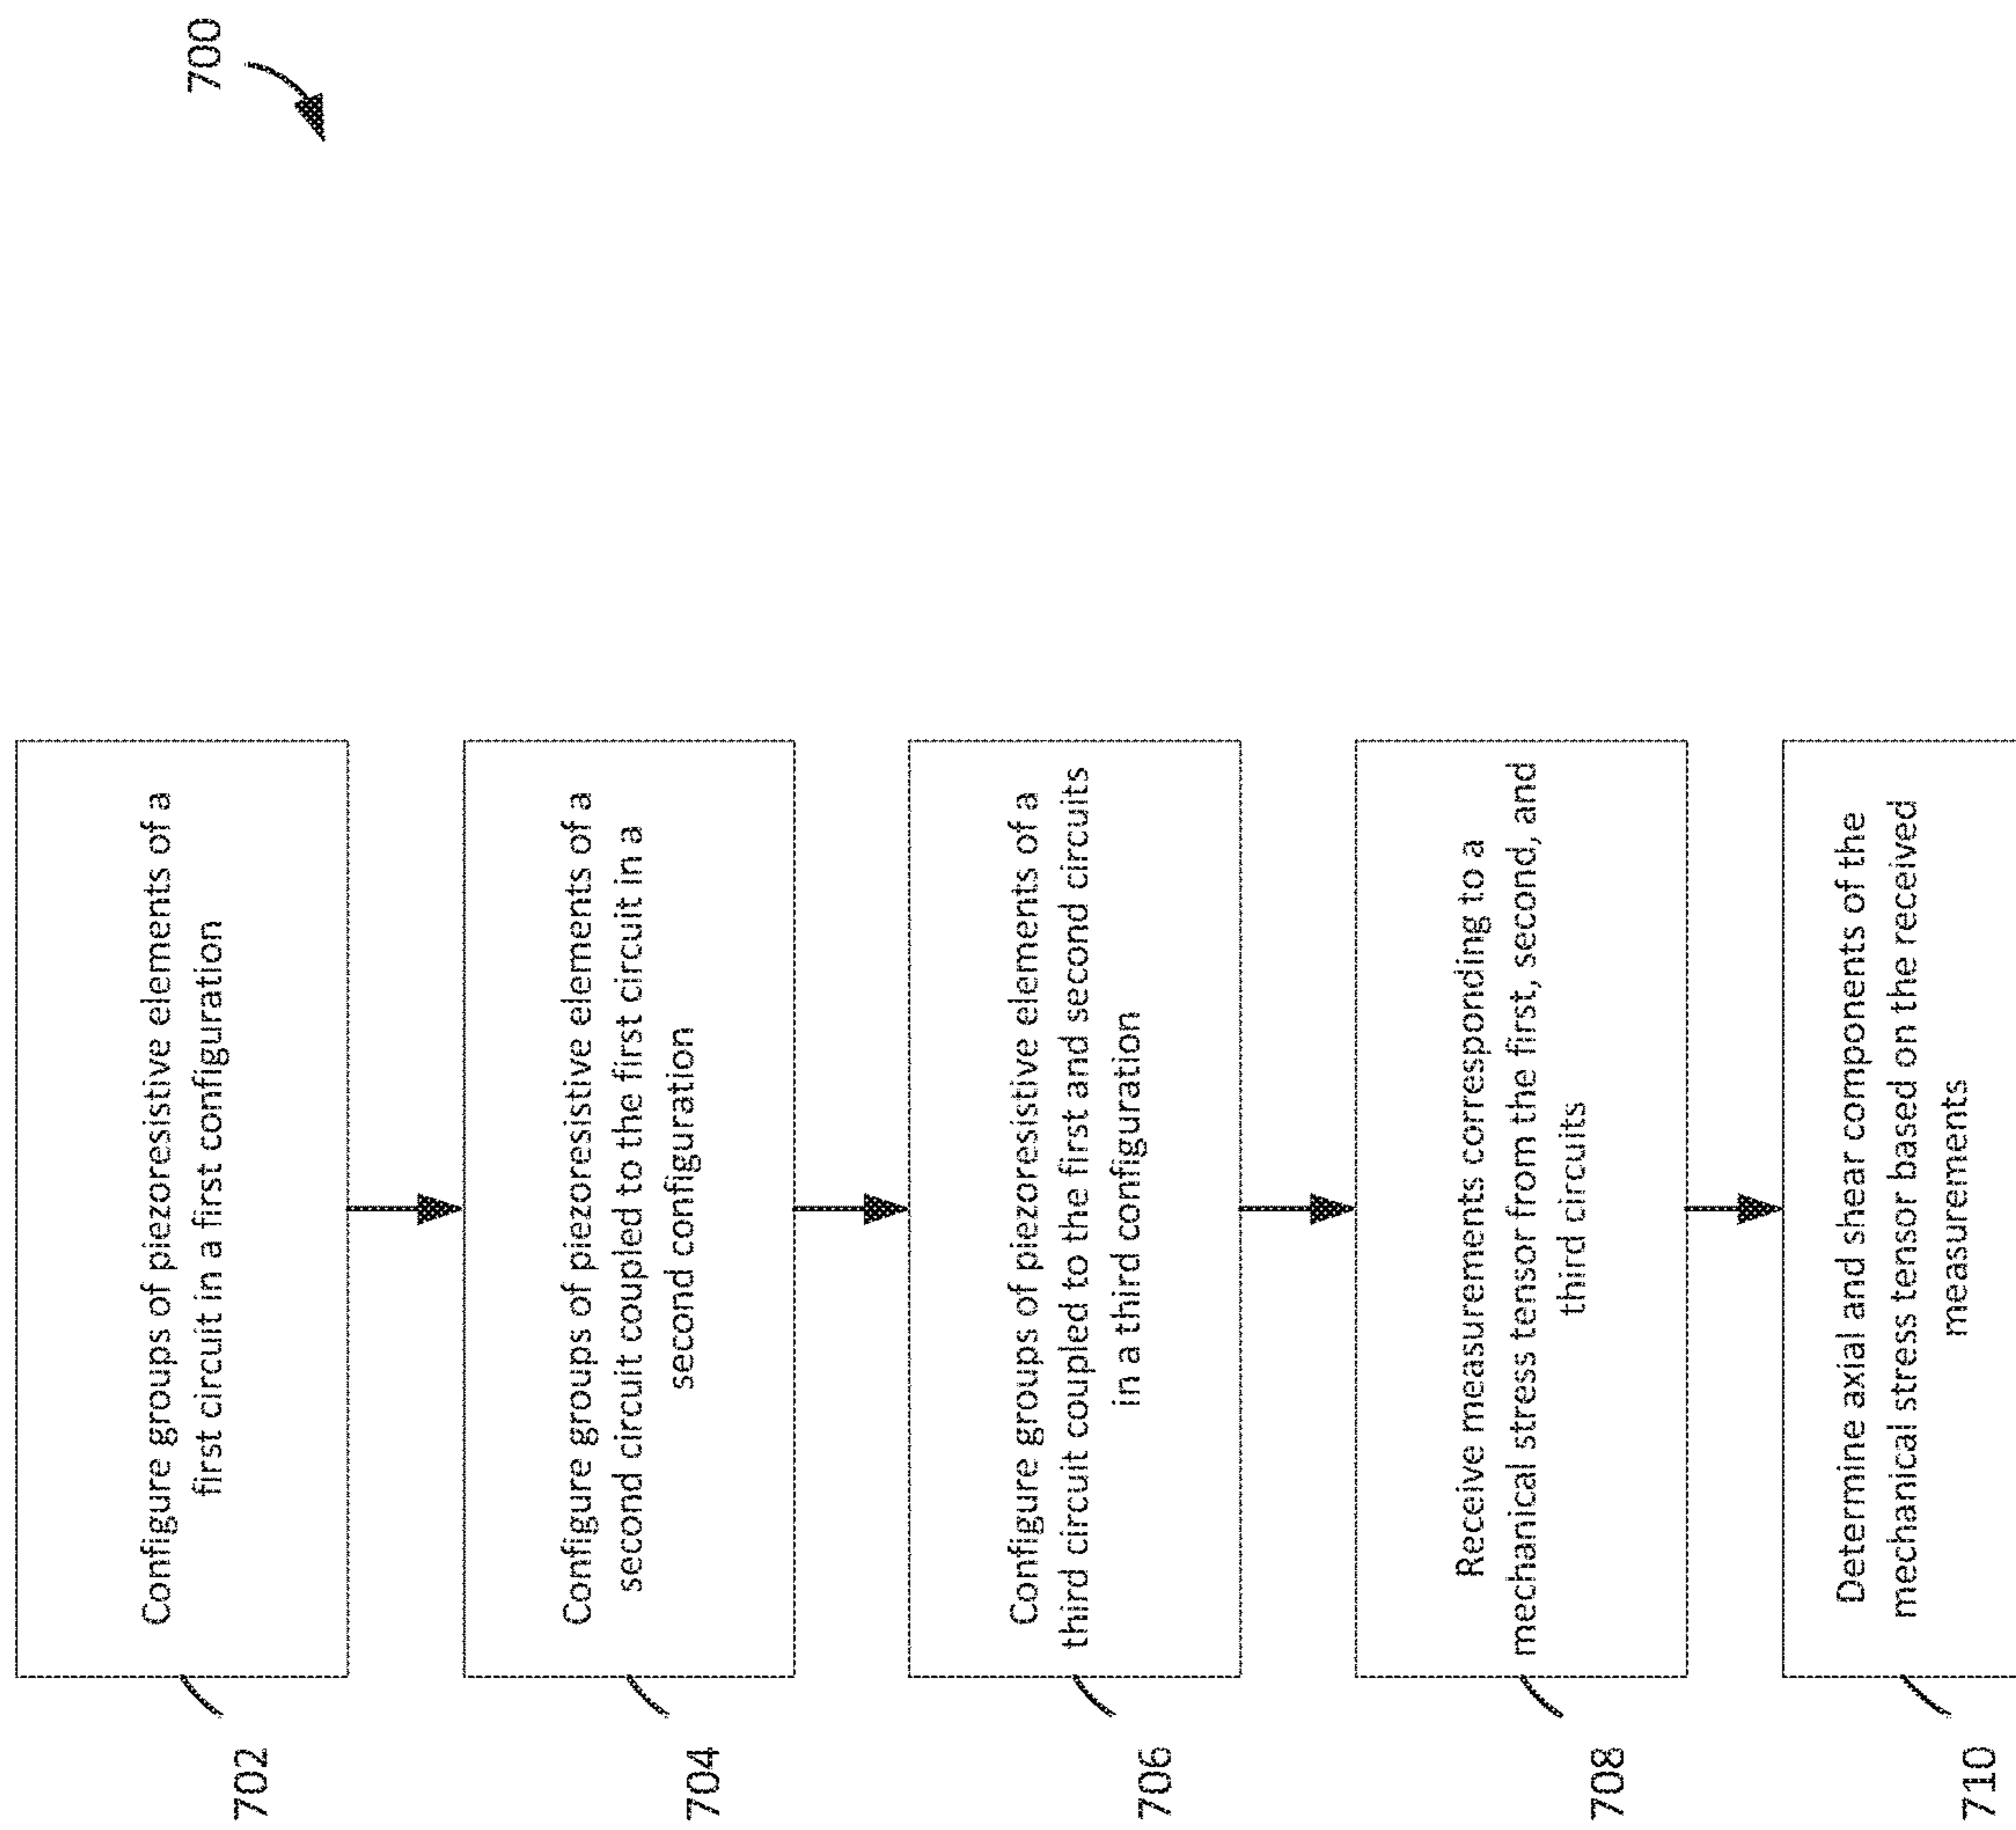 700
702
Configure groups of piezoresistive elements of a
first circuit in a first configuration
704
Configure groups of piezoresistive elements of a
second circuit coupled to the first circuit in a
second configuration
706
Configure groups of piezoresistive elements of a
third circuit coupled to the first and second circuits
in a third configuration
708
Receive measurements corresponding to a
mechanical stress tensor from the first, second, and
third circuits
710
Determine axial and shear components of the
mechanical stress tensor based on the received
measurements